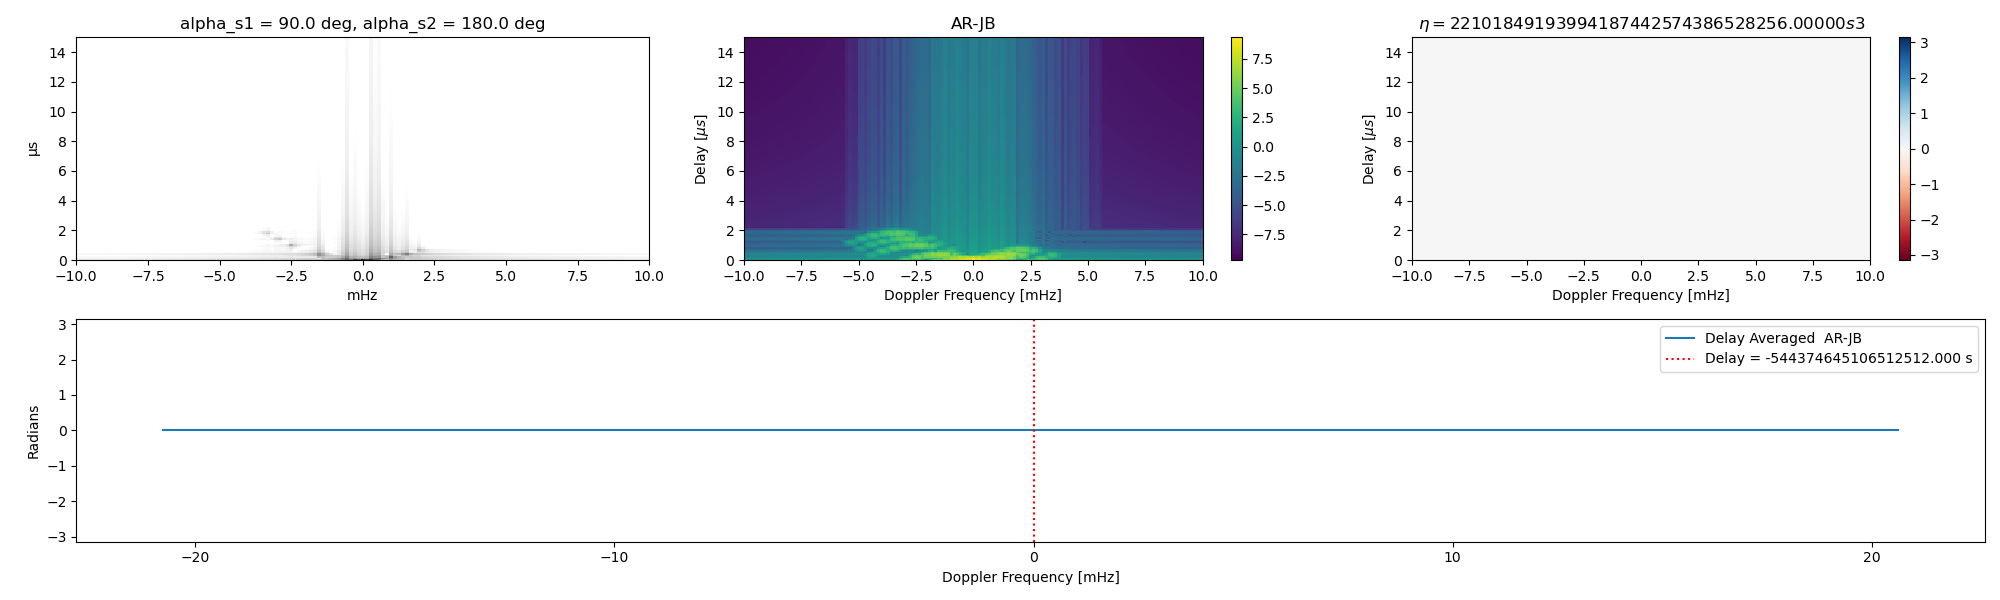 alpha_s1 = 90.0 deg, alpha_s2 = 180.0 deg
14
12
10
8
6
4
2
0
µs
−10.0 −7.5 −5.0 −2.5 0.0 2.5 5.0 7.5 10.0
mHz
AR-JB
14
12
10
8
6
4
2
0
Delay [µs]
−10.0 −7.5 −5.0 −2.5 0.0 2.5 5.0 7.5 10.0
Doppler Frequency [mHz]
7.5
5.0
2.5
0.0
−2.5
−5.0
−7.5
η = 22101849193994187442574386528256.00000s3
14
12
10
8
6
4
2
0
Delay [µs]
−10.0 −7.5 −5.0 −2.5 0.0 2.5 5.0 7.5 10.0
Doppler Frequency [mHz]
3
2
1
0
−1
−2
−3
3
2
1
0
−1
−2
−3
Radians
Delay Averaged AR-JB
Delay = -544374645106512512.000 s
−20 −10 0 10 20
Doppler Frequency [mHz]